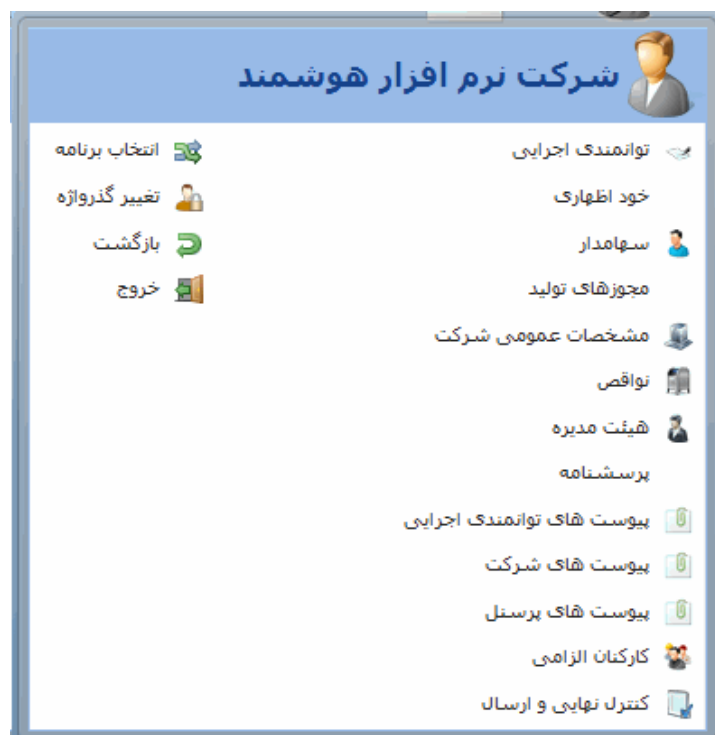 شرکت نرم افزار هوشمند
توانمندی اجرایی
خود اظهاری
سهامدار
مجوزهای تولید
مشخصات عمومی شرکت
نواقص
هیئت مدیره
پرسشنامه
پیوست های توانمندی اجرایی
پیوست های شرکت
پیوست های پرسنل
کارکنان الزامی
کنترل نهایی و ارسال
انتخاب برنامه
تغییر گذرواژه
بازگشت
خروج